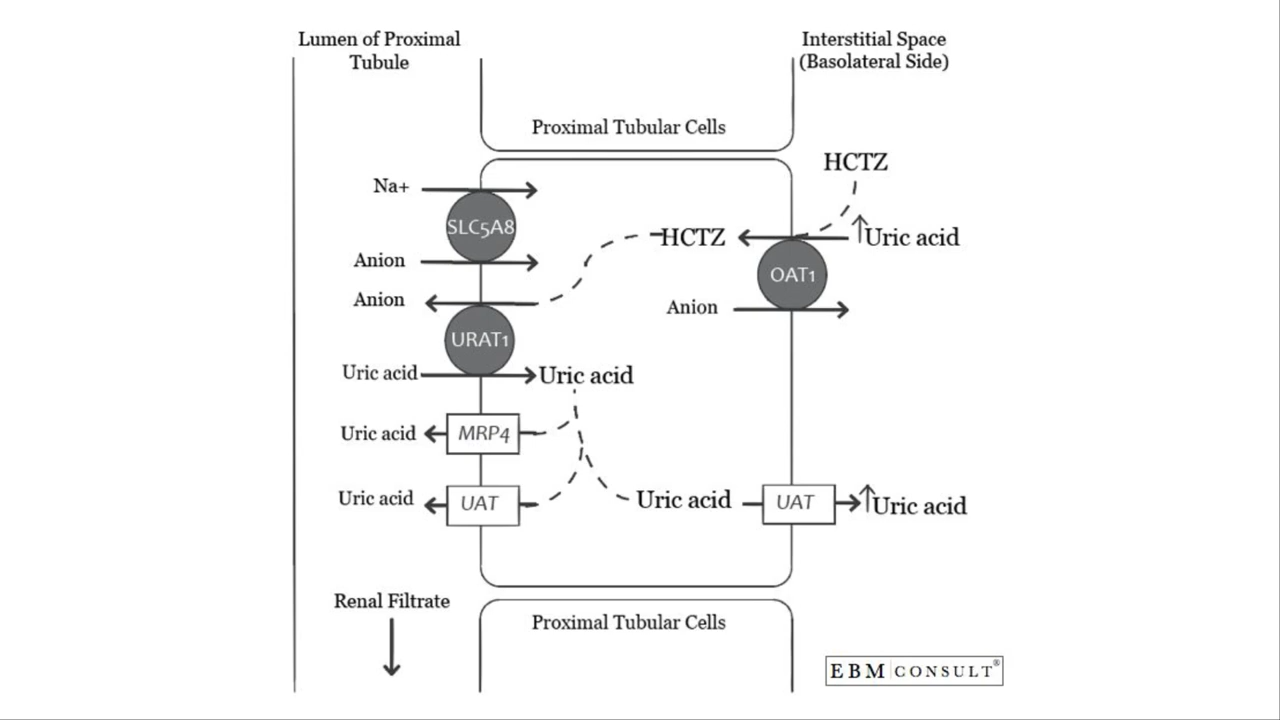 Lumen of Proximal
Tubule
Interstitial Space
(Basolateral Side)
Proximal Tubular Cells
HCTZ
Na+
SLC5A8
HCTZ
↑Uric acid
Anion
OAT1
Anion
Anion
URAT1
Uric acid
Uric acid
Uric acid
MRP4
Uric acid
UAT
Uric acid
UAT
↑Uric acid
Renal Filtrate
Proximal Tubular Cells
EBM CONSULT®